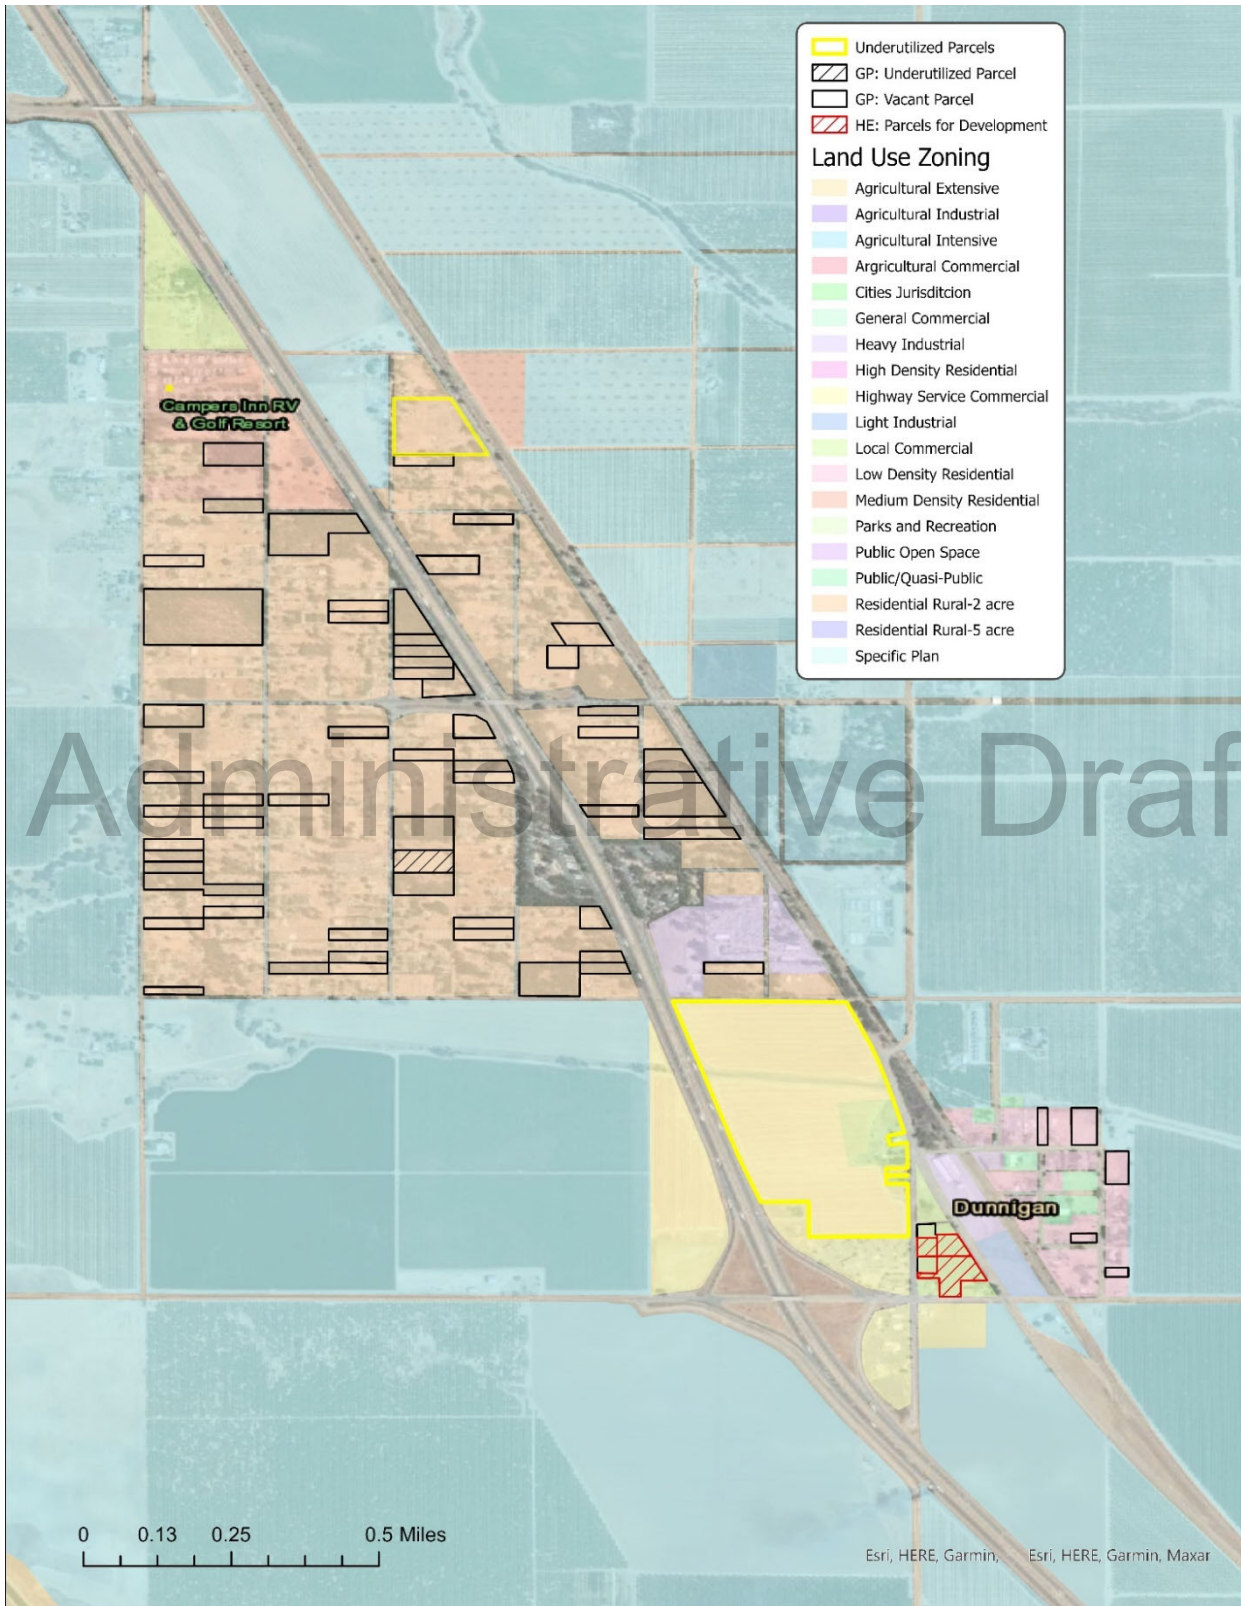 Underutilized Parcels
GP: Underutilized Parcel
GP: Vacant Parcel
HE: Parcels for Development
Land Use Zoning
Agricultural Extensive
Agricultural Industrial
Agricultural Intensive
Argricultural Commercial
Cities Jurisditcion
General Commercial
Heavy Industrial
High Density Residential
Highway Service Commercial
Light Industrial
Local Commercial
Low Density Residential
Medium Density Residential
Parks and Recreation
Public Open Space
Public/Quasi-Public
Residential Rural-2 acre
Residential Rural-5 acre
Specific Plan
Campers Inn RV
& Golf Resort
Administrative Draf
Dunnigan
0 0.13 0.25 0.5 Miles
Esri, HERE, Garmin, Esri, HERE, Garmin, Maxar